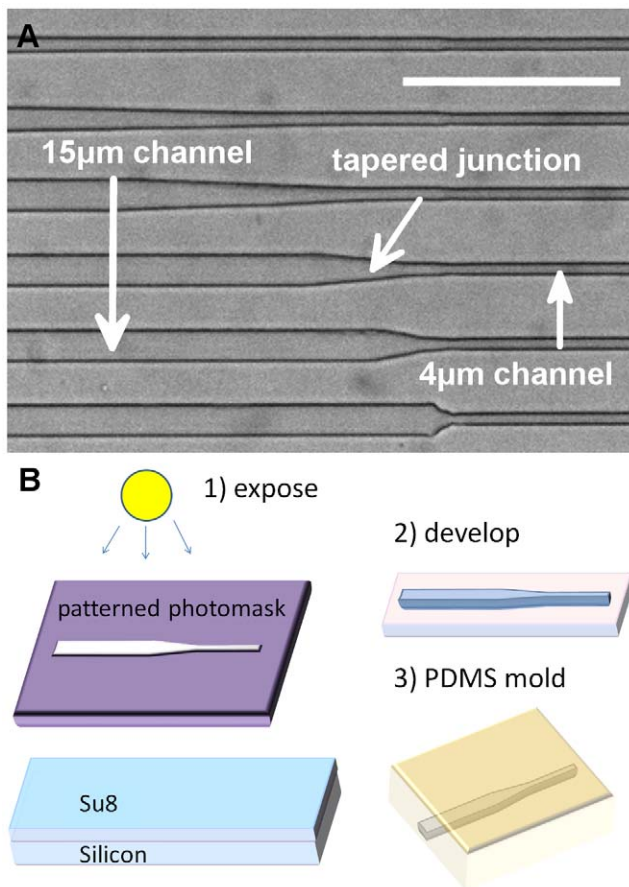 A
15µm channel
tapered junction
4µm channel
B
1) expose
2) develop
patterned photomask
3) PDMS mold
Su8
Silicon